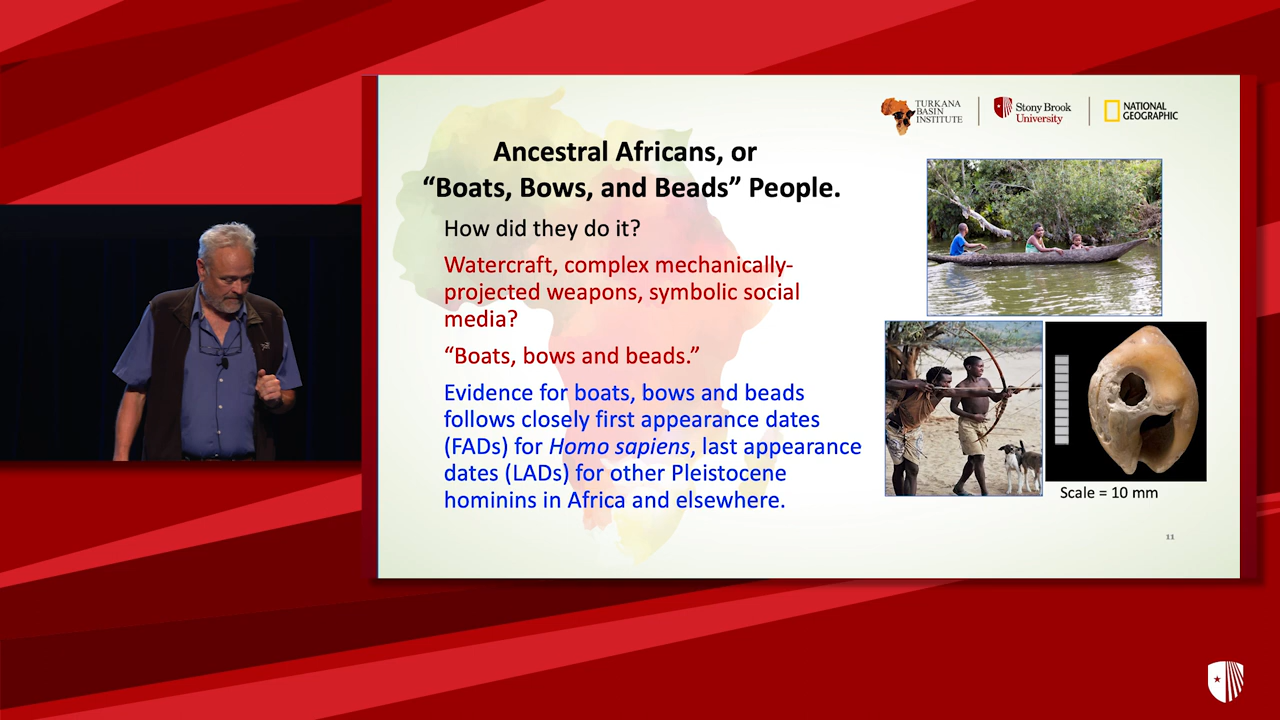 TURKANA
BASIN
INSTITUTE
Stony Brook
University
NATIONAL
GEOGRAPHIC
Ancestral Africans, or
“Boats, Bows, and Beads” People.
How did they do it?
Watercraft, complex mechanically-
projected weapons, symbolic social
media?
“Boats, bows and beads.”
Evidence for boats, bows and beads
follows closely first appearance dates
(FADs) for Homo sapiens, last appearance
dates (LADs) for other Pleistocene
hominins in Africa and elsewhere.
Scale = 10 mm
11